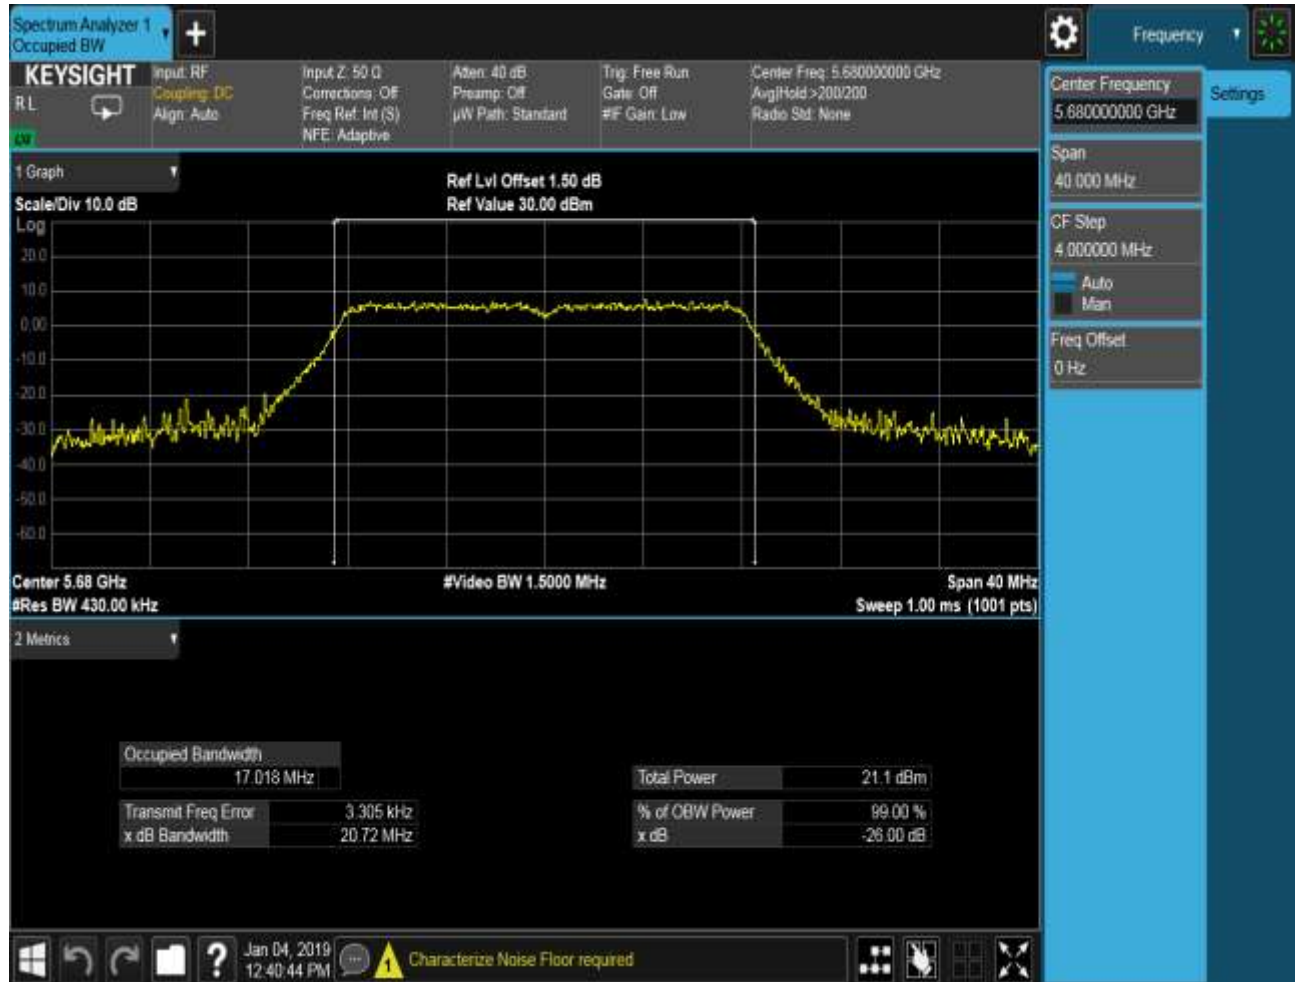 Spectrum Analyzer 1
Occupied BW
+
Frequency
KEYSIGHT
RL
Input: RF
Coupling: DC
Align: Auto
Input Z: 50 Ω
Corrections: Off
Freq Ref: Int (S)
NFE: Adaptive
Atten: 40 dB
Preamp: Off
µW Path: Standard
Trig: Free Run
Gate: Off
#IF Gain: Low
Center Freq: 5.680000000 GHz
Avg|Hold:>200/200
Radio Std: None
Center Frequency
5.680000000 GHz
Settings
Span
40.000 MHz
CF Step
4.000000 MHz
Auto
Man
Freq Offset
0 Hz
1 Graph
Scale/Div 10.0 dB
Ref Lvl Offset 1.50 dB
Ref Value 30.00 dBm
Log
20.0
10.0
0.00
-10.0
-20.0
-30.0
-40.0
-50.0
-60.0
Center 5.68 GHz
#Video BW 1.5000 MHz
Span 40 MHz
#Res BW 430.00 kHz
Sweep 1.00 ms (1001 pts)
2 Metrics
Occupied Bandwidth
17.018 MHz
Total Power 21.1 dBm
Transmit Freq Error 3.305 kHz
% of OBW Power 99.00 %
x dB Bandwidth 20.72 MHz
x dB -26.00 dB
?
Jan 04, 2019
12:40:44 PM
1
Characterize Noise Floor required